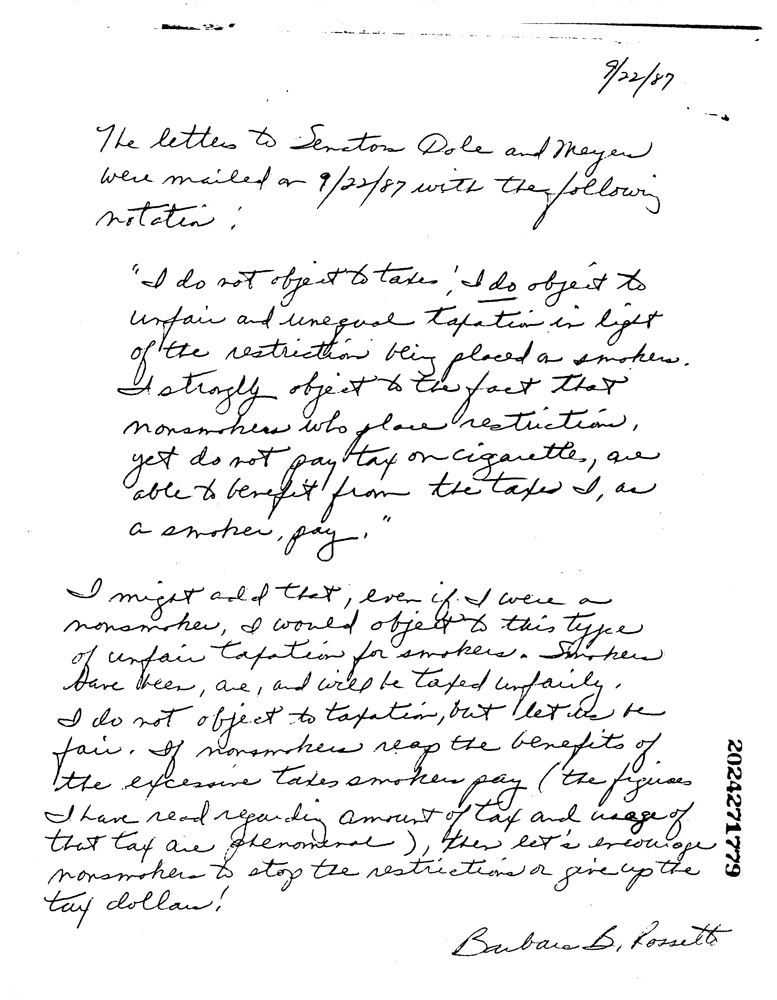 9/22/87
The letters to Senators Dole and Meyer
were mailed on 9/22/87 with the following
notation:
"I do not object to taxes; I do object to
unfair and unequal taxation in light
of the restriction being placed on smokers.
I strongly object to the fact that
nonsmokers who place restriction,
yet do not pay tax on cigarettes, are
able to benefit from the taxes I, as
a smoker, pay."
I might add that, even if I were a
nonsmoker, I would object to this type
of unfair taxation for smokers. Smokers
have been, are, and will be taxed unfairly.
I do not object to taxation, but let us be
fair. If nonsmokers reap the benefits of
the excessive taxes smokers pay (the figures
I have read regarding amount of tax and usage of
that tax are phenomenal), then let's encourage
nonsmokers to stop the restrictions or give up the
tax dollars!
Barbara B. Rossetti
2024271779